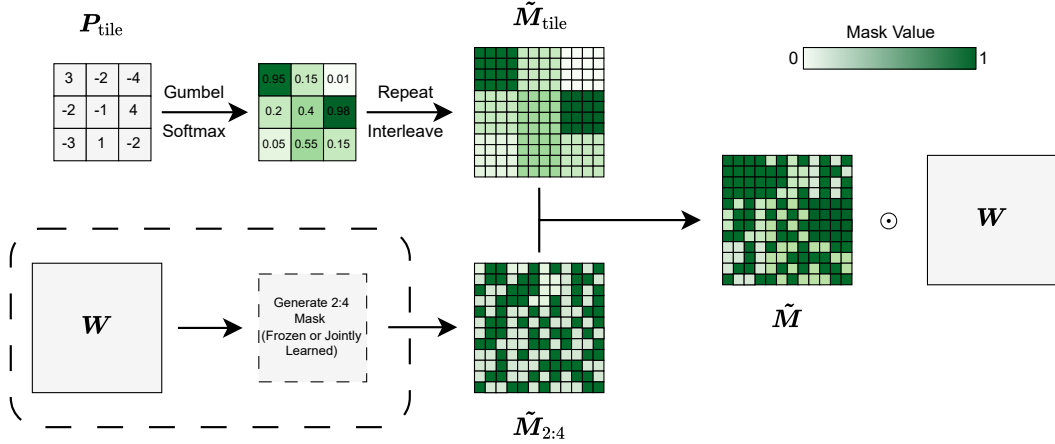 P_tile
M̃_tile
Mask Value
0 1
3 -2 -4
-2 -1 4
-3 1 -2
Gumbel
Softmax
0.95 0.15 0.01
0.2 0.4 0.98
0.05 0.55 0.15
Repeat
Interleave
W
Generate 2:4
Mask
(Frozen or Jointly
Learned)
M̃_2:4
M̃
⊙
W